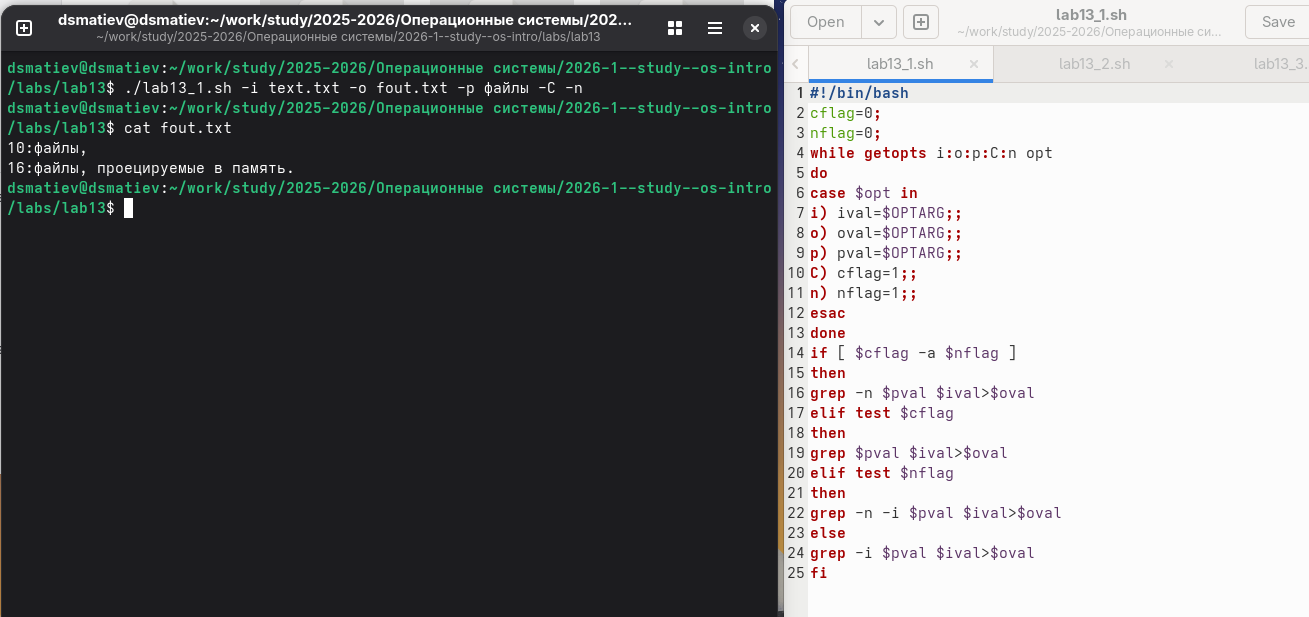 dsmatiev@dsmatiev:~/work/study/2025-2026/Операционные системы/202...
~/work/study/2025-2026/Операционные системы/2026-1--study--os-intro/labs/lab13
dsmatiev@dsmatiev:~/work/study/2025-2026/Операционные системы/2026-1--study--os-intro
/labs/lab13$ ./lab13_1.sh -i text.txt -o fout.txt -p файлы -C -n
dsmatiev@dsmatiev:~/work/study/2025-2026/Операционные системы/2026-1--study--os-intro
/labs/lab13$ cat fout.txt
10:файлы,
16:файлы, проецируемые в память.
dsmatiev@dsmatiev:~/work/study/2025-2026/Операционные системы/2026-1--study--os-intro
/labs/lab13$
Open
lab13_1.sh
~/work/study/2025-2026/Операционные си...
Save
lab13_1.sh
lab13_2.sh
lab13_3.
1 #!/bin/bash
2 cflag=0;
3 nflag=0;
4 while getopts i:o:p:C:n opt
5 do
6 case $opt in
7 i) ival=$OPTARG;;
8 o) oval=$OPTARG;;
9 p) pval=$OPTARG;;
10 C) cflag=1;;
11 n) nflag=1;;
12 esac
13 done
14 if [ $cflag -a $nflag ]
15 then
16 grep -n $pval $ival>$oval
17 elif test $cflag
18 then
19 grep $pval $ival>$oval
20 elif test $nflag
21 then
22 grep -n -i $pval $ival>$oval
23 else
24 grep -i $pval $ival>$oval
25 fi